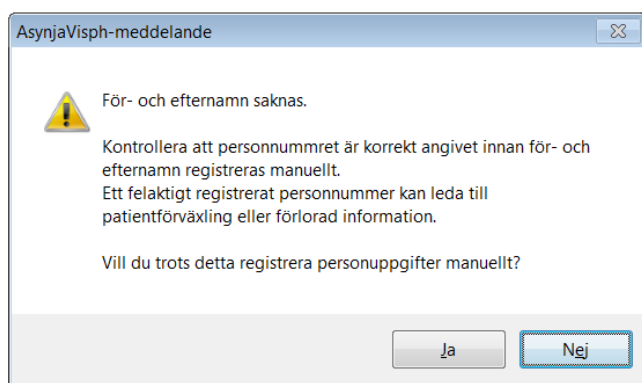 AsynjaVisph-meddelande
För- och efternamn saknas.
Kontrollera att personnummret är korrekt angivet innan för- och
efternamn registreras manuellt.
Ett felaktigt registrerat personnummer kan leda till
patientförväxling eller förlorad information.
Vill du trots detta registrera personuppgifter manuellt?
Ja
Nej